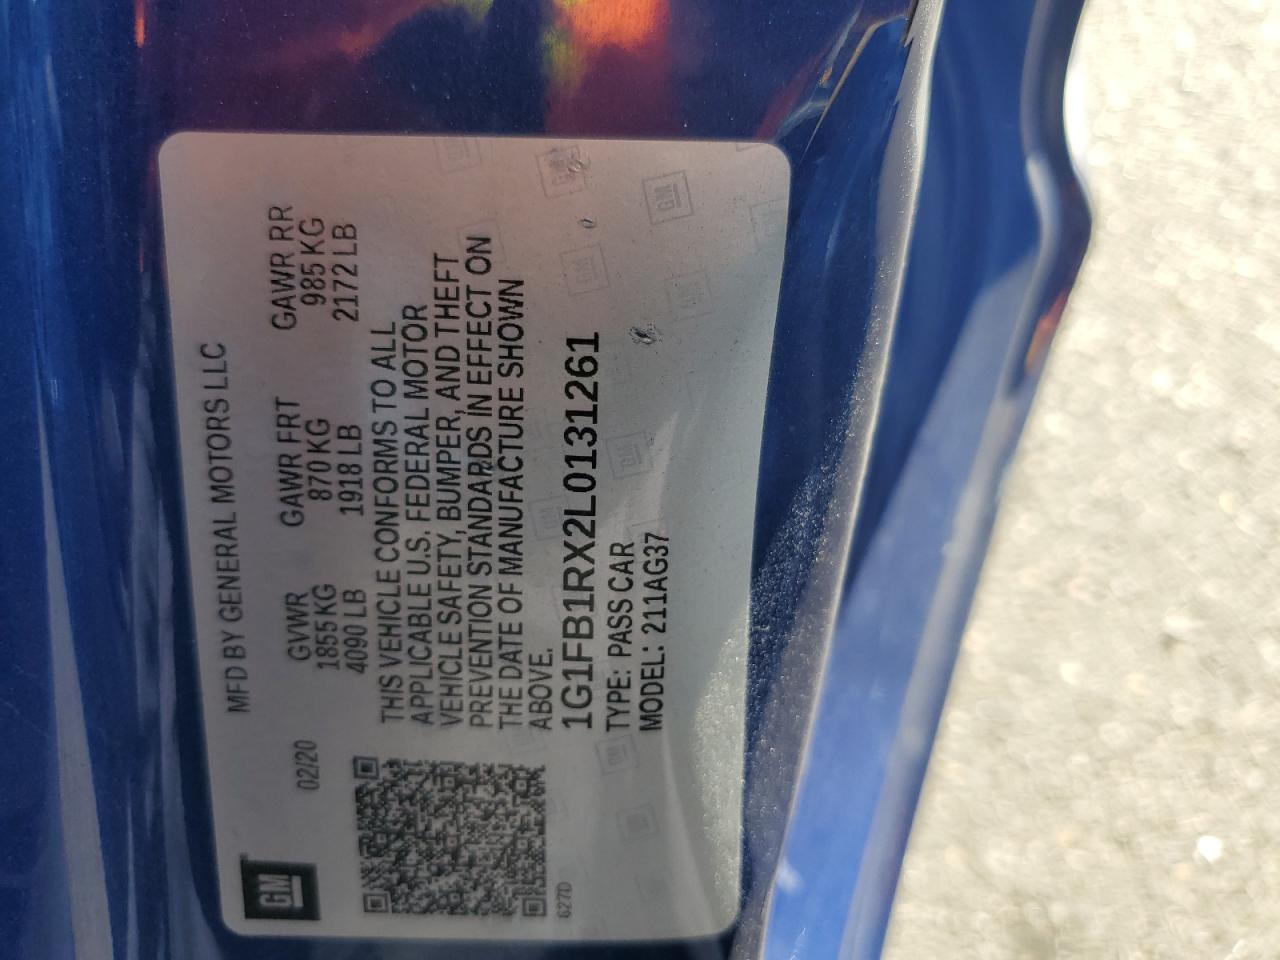 GM
MFD BY GENERAL MOTORS LLC
02/20
GVWR GAWR FRT GAWR RR
1855 KG 870 KG 985 KG
4090 LB 1918 LB 2172 LB
THIS VEHICLE CONFORMS TO ALL
APPLICABLE U.S. FEDERAL MOTOR
VEHICLE SAFETY, BUMPER, AND THEFT
PREVENTION STANDARDS IN EFFECT ON
THE DATE OF MANUFACTURE SHOWN
ABOVE.
1G1FB1RX2L0131261
TYPE: PASS CAR
MODEL: 211AG37
627D